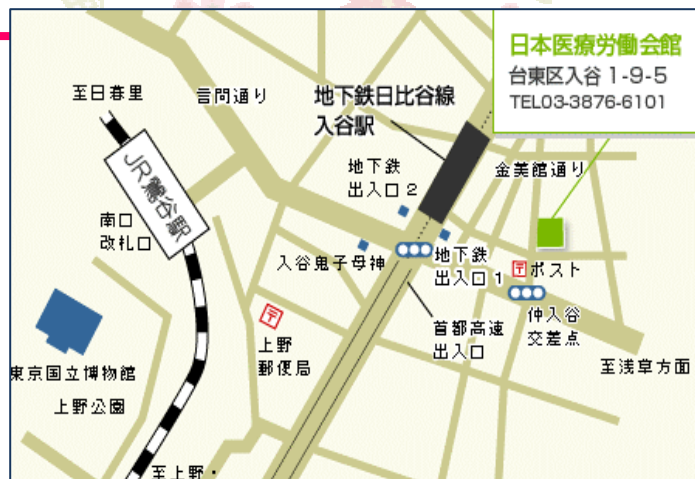 日本医療労働会館
台東区入谷 1-9-5
TEL03-3876-6101
至日暮里
言問通り
地下鉄日比谷線
入谷駅
JR鶯谷駅
地下鉄
出入口 2
金美館通り
南口
改札口
入谷鬼子母神
地下鉄
出入口 1
〒ポスト
首都高速
出入口
仲入谷
交差点
〒
上野
郵便局
至浅草方面
東京国立博物館
上野公園
至上野・